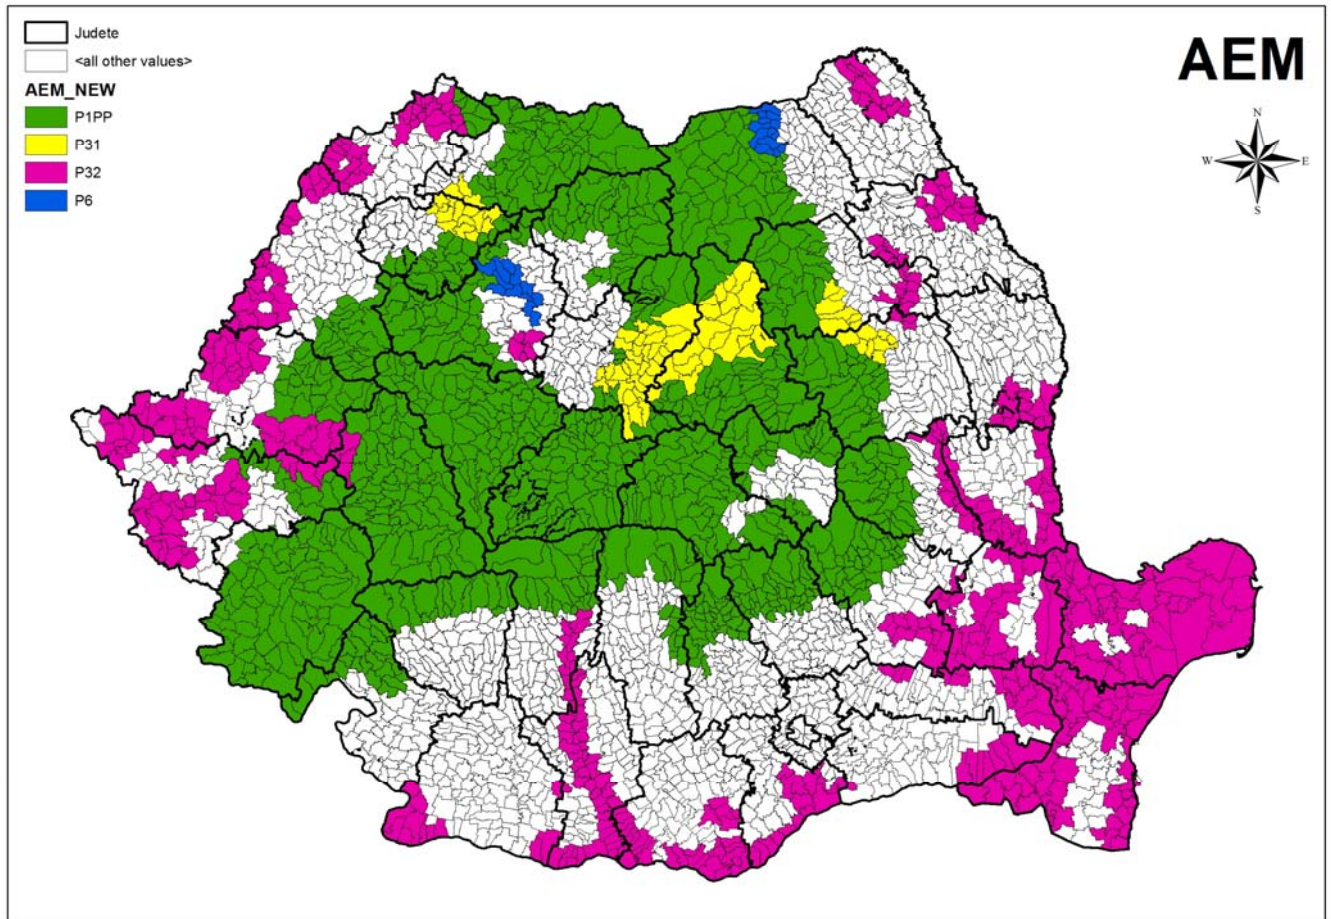 Judete
<all other values>
AEM_NEW
P1PP
P31
P32
P6
AEM
N
W
E
S